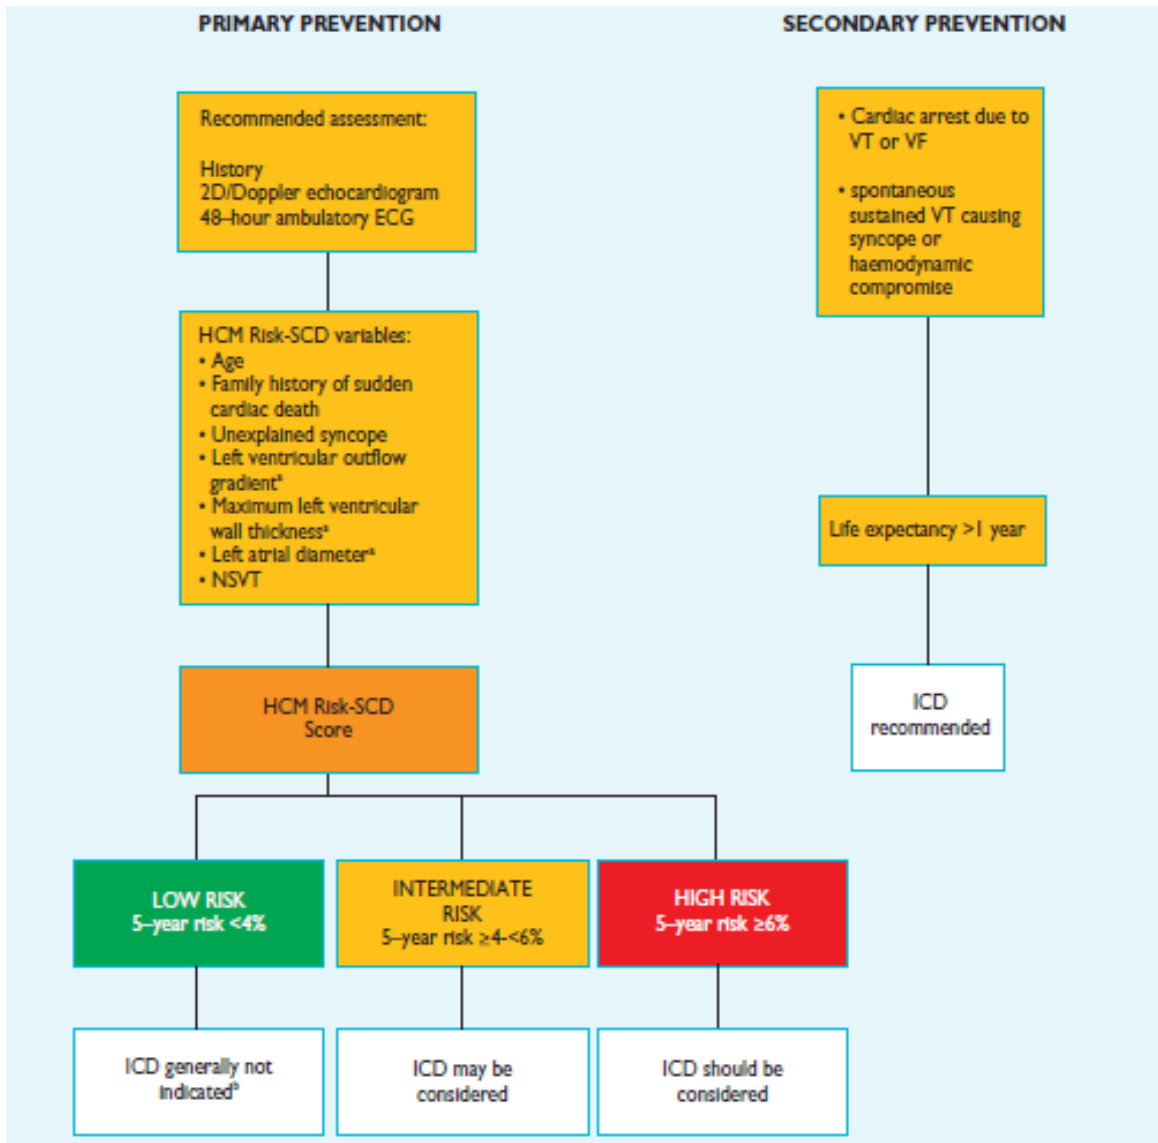 PRIMARY PREVENTION
Recommended assessment:
History
2D/Doppler echocardiogram
48–hour ambulatory ECG
HCM Risk-SCD variables:
• Age
• Family history of sudden
cardiac death
• Unexplained syncope
• Left ventricular outflow
gradientª
• Maximum left ventricular
wall thicknessª
• Left atrial diameterª
• NSVT
HCM Risk-SCD
Score
LOW RISK
5–year risk <4%
INTERMEDIATE
RISK
5–year risk ≥4-<6%
HIGH RISK
5–year risk ≥6%
ICD generally not
indicatedᵇ
ICD may be
considered
ICD should be
considered
SECONDARY PREVENTION
• Cardiac arrest due to
VT or VF
• spontaneous
sustained VT causing
syncope or
haemodynamic
compromise
Life expectancy >1 year
ICD
recommended